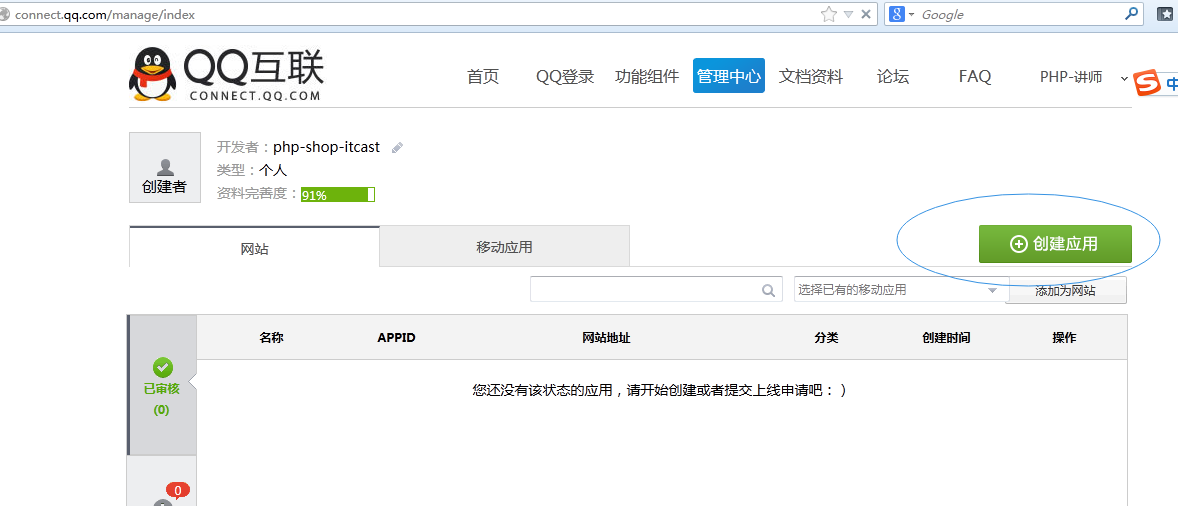 connect.qq.com/manage/index
Google
QQ互联
CONNECT.QQ.COM
首页 QQ登录 功能组件 管理中心 文档资料 论坛 FAQ PHP-讲师
创建者
开发者：php-shop-itcast
类型：个人
资料完善度：91%
网站 移动应用 创建应用
选择已有的移动应用 添加为网站
名称 APPID 网站地址 分类 创建时间 操作
已审核
(0)
您还没有该状态的应用，请开始创建或者提交上线申请吧：）
0